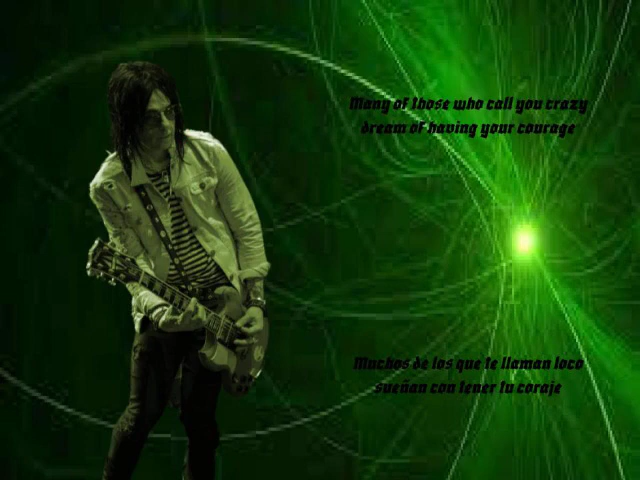 Many of those who call you crazy
dream of having your courage
Muchos de los que te llaman loco
sueñan con tener tu coraje